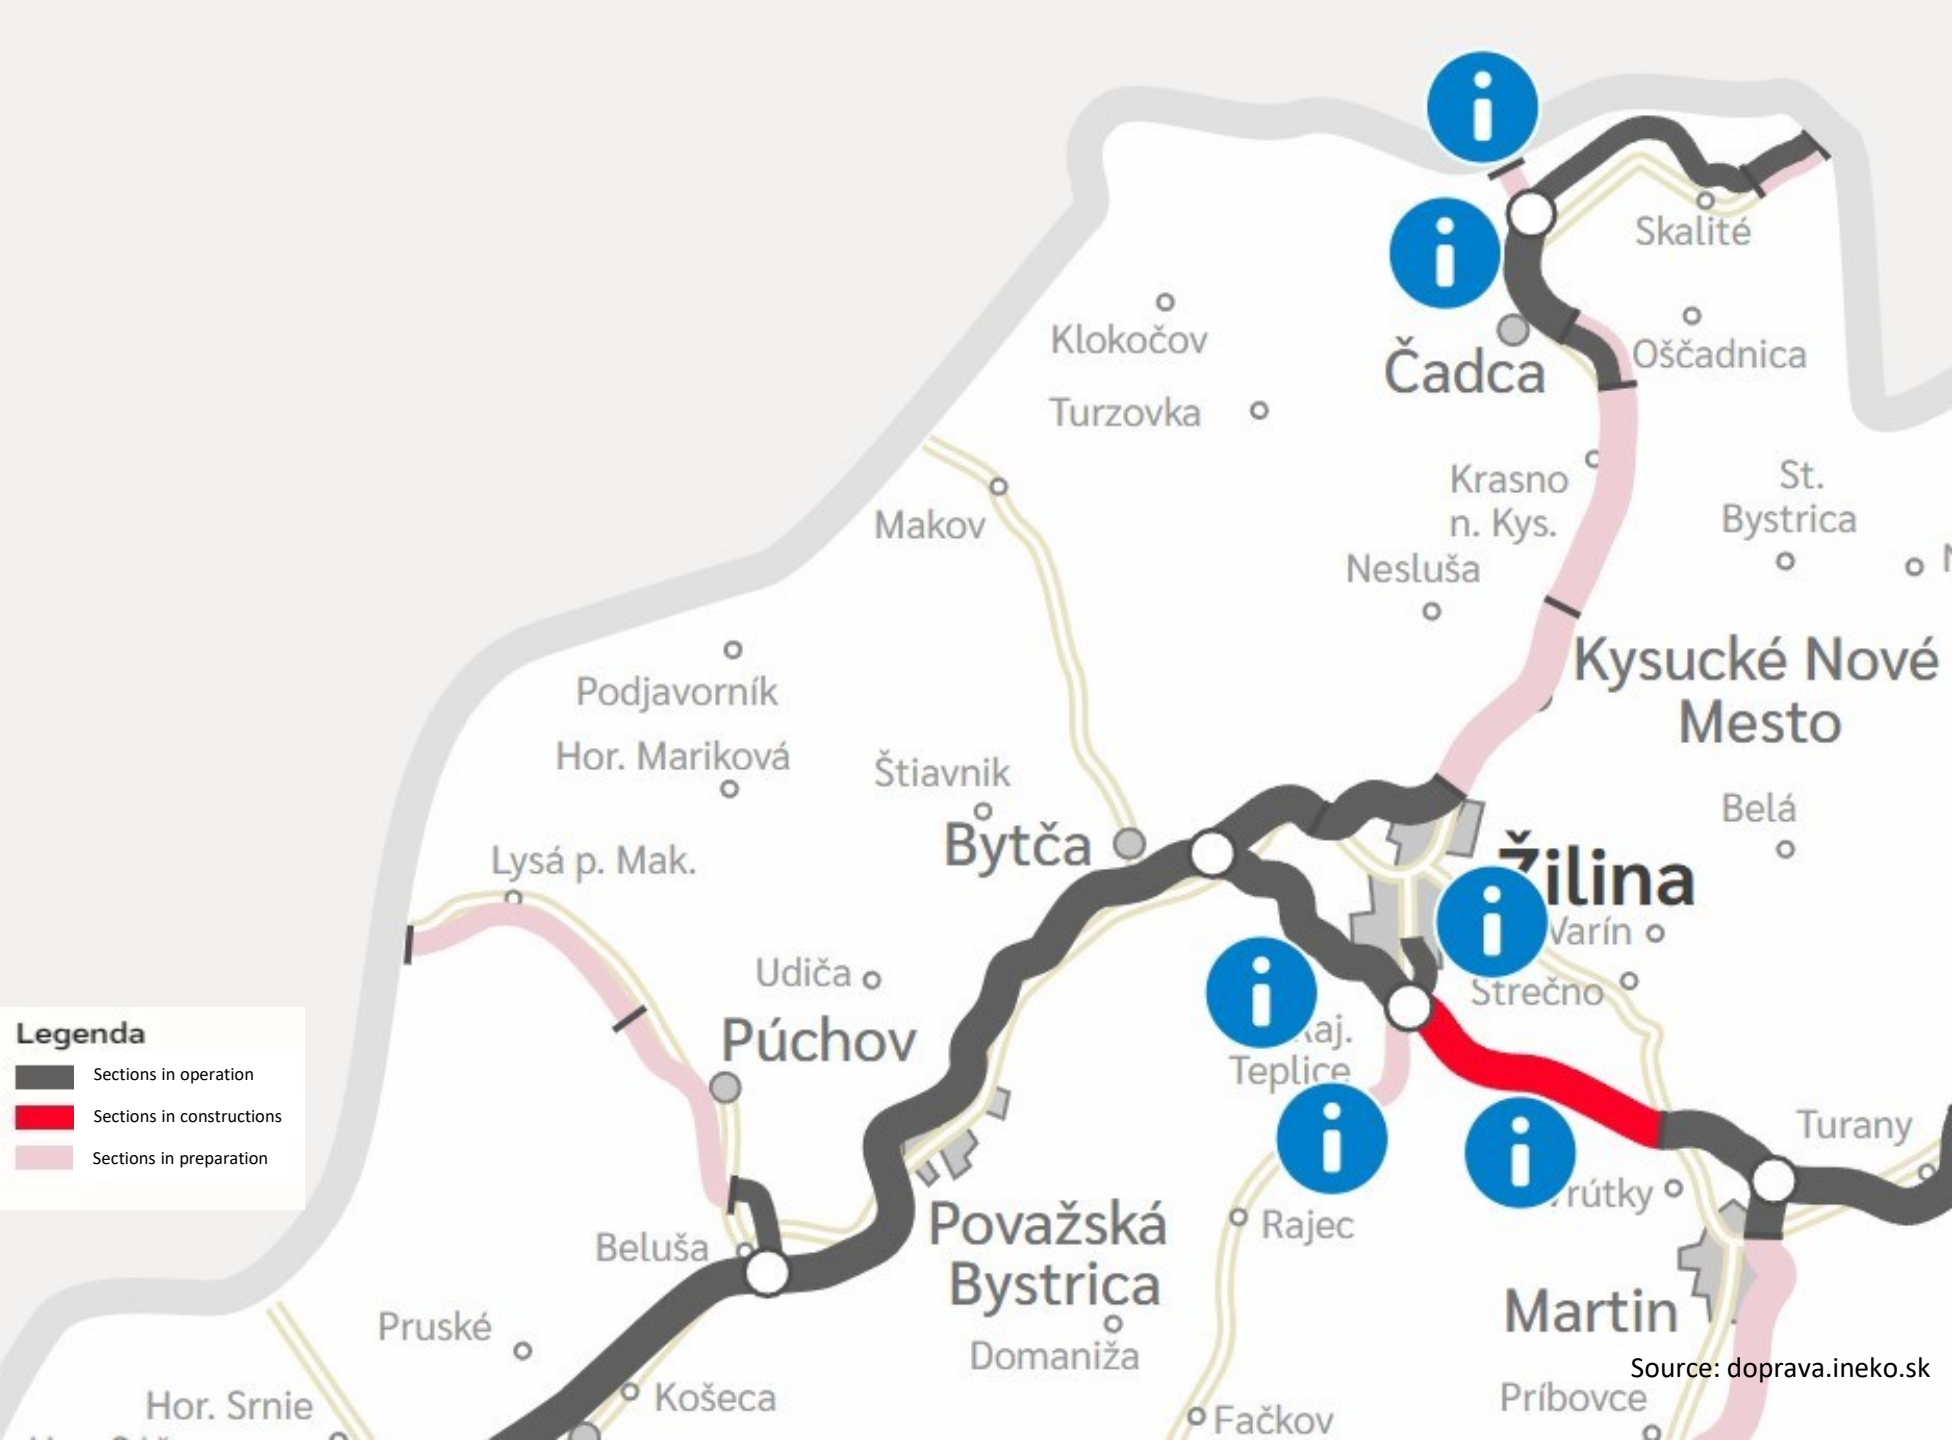 Skalité
Klokočov
Čadca
Oščadnica
Turzovka
Krasno
n. Kys.
St.
Bystrica
Makov
Nesluša
Kysucké Nové
Mesto
Podjavorník
Hor. Mariková
Štiavnik
Belá
Bytča
Lysá p. Mak.
Žilina
Varín
Udiča
Strečno
Púchov
Teplice
Legenda
Sections in operation
Sections in constructions
Sections in preparation
Turany
Rajec
Považská
Bystrica
Beluša
Martin
Pruské
Domaniža
Source: doprava.ineko.sk
Košeca
Príbovce
Hor. Srnie
Fačkov